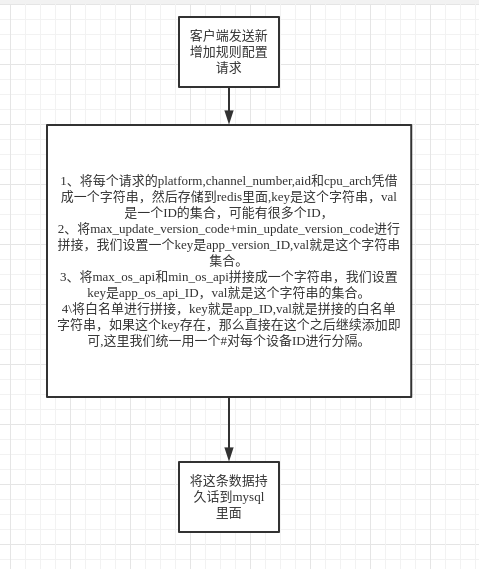 客户端发送新
增加规则配置
请求
1、将每个请求的platform,channel_number,aid和cpu_arch凭借
成一个字符串，然后存储到redis里面,key是这个字符串，val
是一个ID的集合，可能有很多个ID，
2、将max_update_version_code+min_update_version_code进行
拼接，我们设置一个key是app_version_ID,val就是这个字符串
集合。
3、将max_os_api和min_os_api拼接成一个字符串，我们设置
key是app_os_api_ID，val就是这个字符串的集合。
4\将白名单进行拼接，key就是app_ID,val就是拼接的白名单
字符串，如果这个key存在，那么直接在这个之后继续添加即
可,这里我们统一用一个#对每个设备ID进行分隔。
将这条数据持
久话到mysql
里面